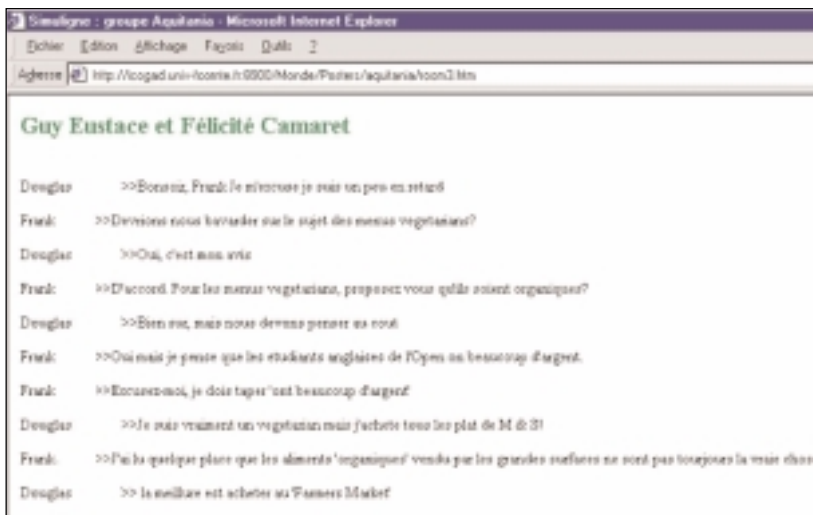 Simuligne : groupe Aquitania - Microsoft Internet Explorer
Fichier Edition Affichage Favoris Outils ?
Adresse
Guy Eustace et Félicité Camaret
Douglas >>Bonsoir, Frank Je m'excuse je suis un peu en retard
Frank >>Devrions nous bavarder sur le sujet des menus vegetarians?
Douglas >>Oui, c'est mon avis
Frank >>D'accord. Pour les menus vegetarians, proposez vous qu'ils soient organiques?
Douglas >>Bien sur, mais nous devons penser au cout
Frank >>Oui mais je pense que les etudiants anglaises de l'Open on beaucoup d'argent.
Frank >>Excusez-moi, je dois taper 'ont beaucoup d'argent'
Douglas >>Je suis vraiment un vegetarian mais j'achete tous les plat de M & S!
Frank >>J'ai lu quelque place que les aliments 'organiques' vendu par les grandes surfaces ne sont pas toujours la vraie chos
Douglas >> la meillure est acheter au 'Farmers Market'